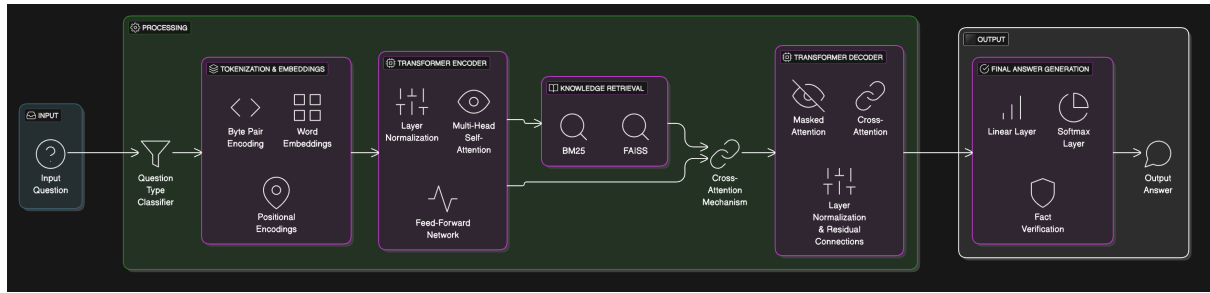 INPUT
Input
Question
PROCESSING
Question
Type
Classifier
TOKENIZATION & EMBEDDINGS
Byte Pair
Encoding
Word
Embeddings
Positional
Encodings
TRANSFORMER ENCODER
Layer
Normalization
Multi-Head
Self-
Attention
Feed-Forward
Network
KNOWLEDGE RETRIEVAL
BM25
FAISS
Cross-
Attention
Mechanism
TRANSFORMER DECODER
Masked
Attention
Cross-
Attention
Layer
Normalization
& Residual
Connections
OUTPUT
FINAL ANSWER GENERATION
Linear Layer
Softmax
Layer
Fact
Verification
Output
Answer